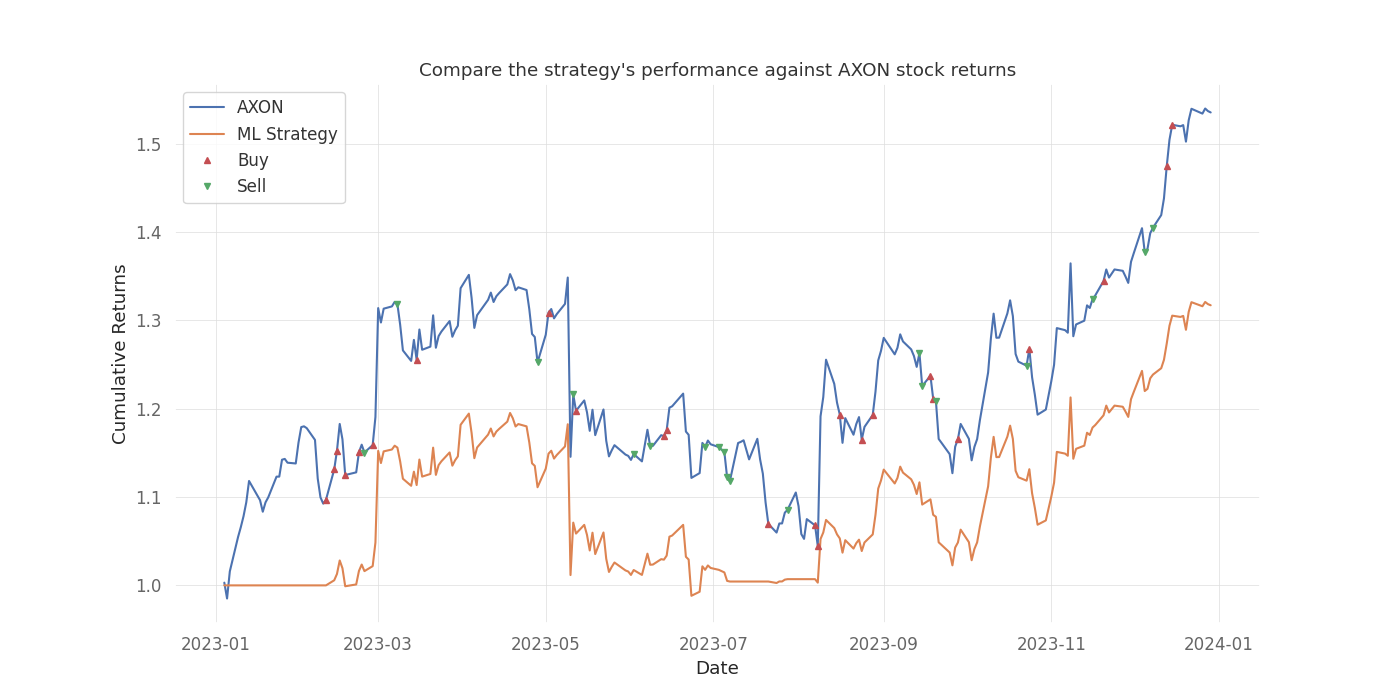 Compare the strategy's performance against AXON stock returns
AXON
ML Strategy
Buy
Sell
1.5
1.4
1.3
1.2
1.1
1.0
Cumulative Returns
2023-01
2023-03
2023-05
2023-07
2023-09
2023-11
2024-01
Date